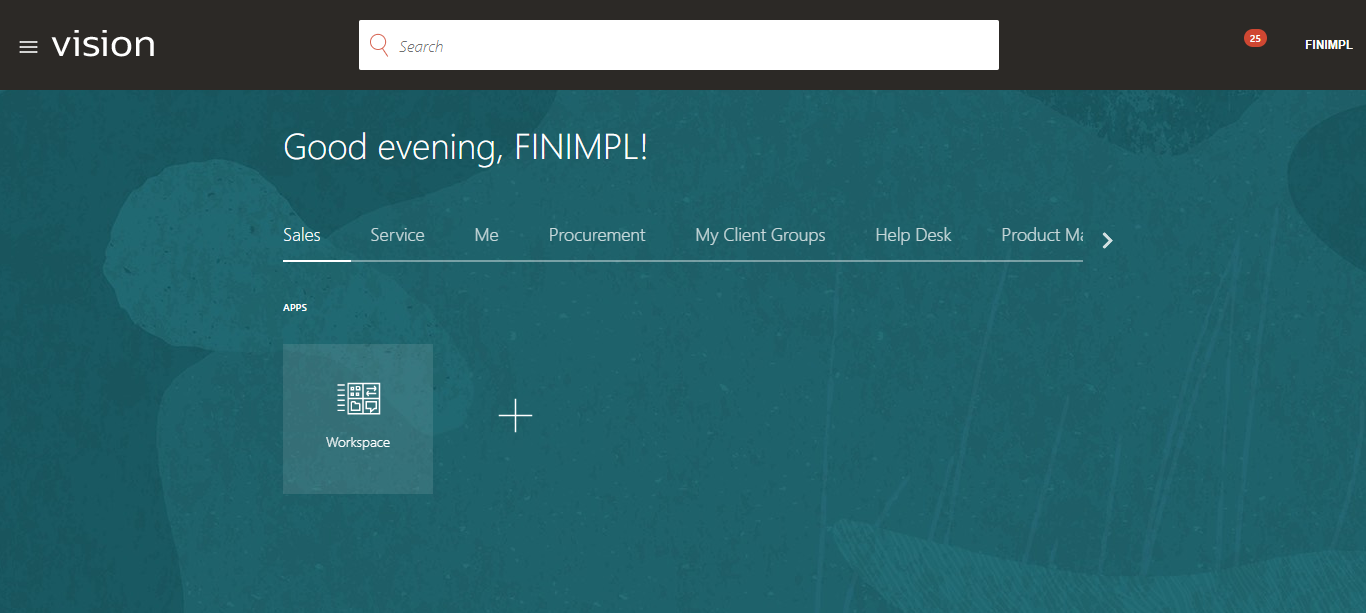 vision
Search
25
FINIMPL
Good evening, FINIMPL!
Sales Service Me Procurement My Client Groups Help Desk Product Ma
APPS
Workspace